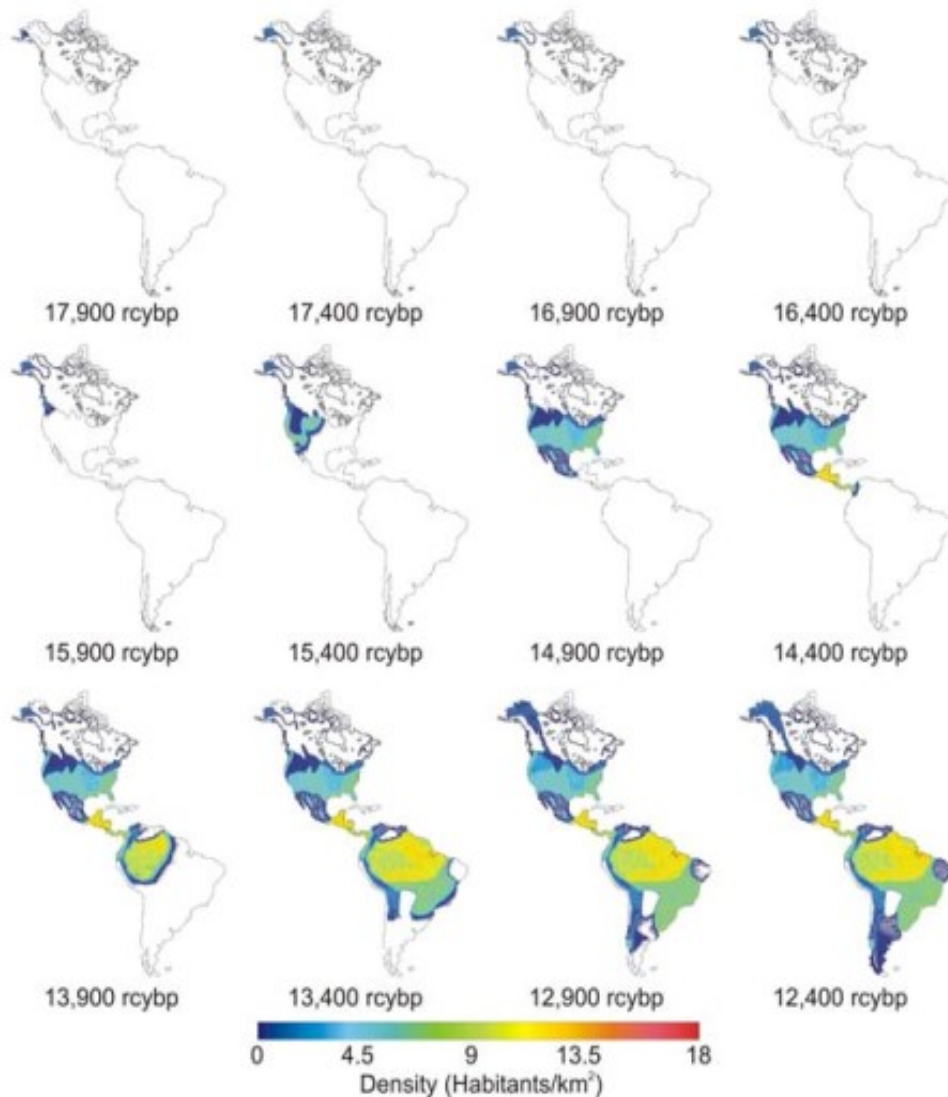 17,900 rcybp 17,400 rcybp 16,900 rcybp 16,400 rcybp
15,900 rcybp 15,400 rcybp 14,900 rcybp 14,400 rcybp
13,900 rcybp 13,400 rcybp 12,900 rcybp 12,400 rcybp
0 4.5 9 13.5 18
Density (Habitants/km²)